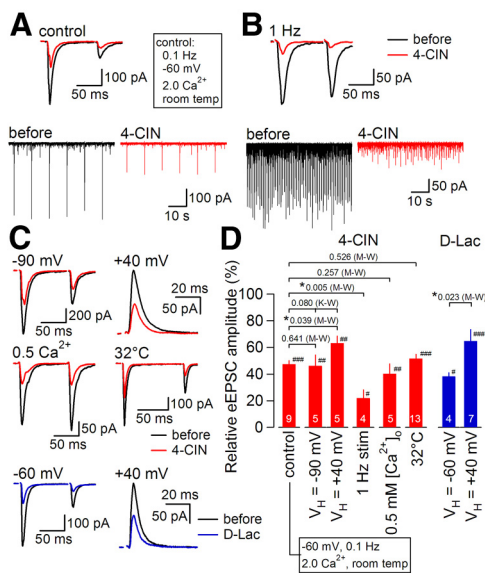 A
control
control:
0.1 Hz
-60 mV
2.0 Ca2+
room temp
100 pA
50 ms
before
4-CIN
100 pA
10 s
B
1 Hz
before
4-CIN
50 pA
50 ms
before
4-CIN
50 pA
10 s
C
-90 mV
+40 mV
20 ms
50 pA
50 ms
200 pA
0.5 Ca2+
32°C
50 ms
50 pA
50 ms
100 pA
before
4-CIN
-60 mV
+40 mV
20 ms
50 pA
before
D-Lac
50 ms
100 pA
D
4-CIN
D-Lac
0.526 (M-W)
0.257 (M-W)
*0.005 (M-W)
0.080 (K-W)
*0.039 (M-W)
0.641 (M-W)
*0.023 (M-W)
Relative eEPSC amplitude (%)
100
80
60
40
20
0
###
##
##
#
##
###
#
###
9
5
5
4
5
13
4
7
control
VH = -90 mV
VH = +40 mV
1 Hz stim
0.5 mM [Ca2+]o
32°C
VH = -60 mV
VH = +40 mV
-60 mV, 0.1 Hz
2.0 Ca2+, room temp